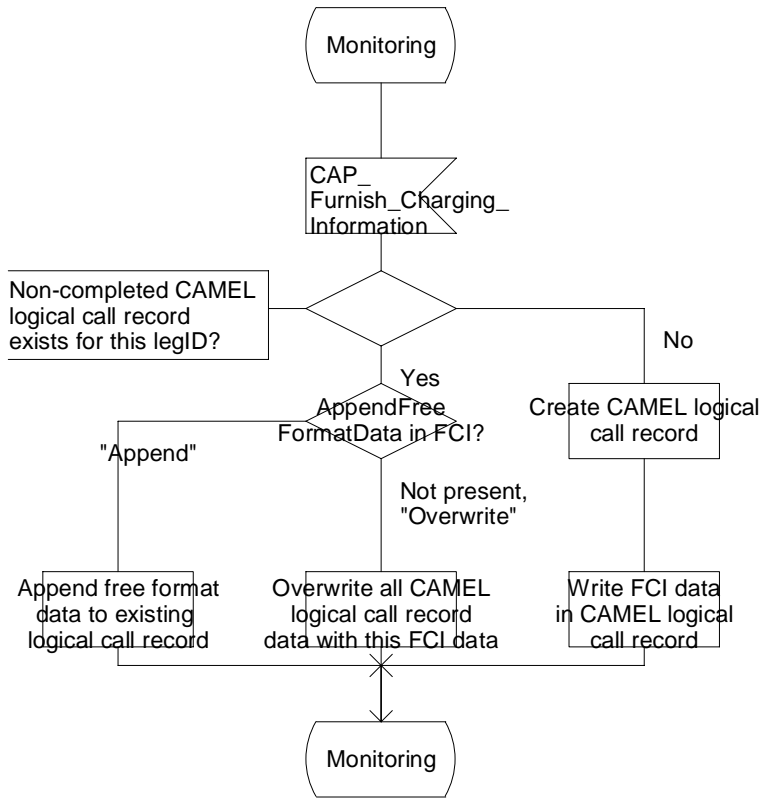 Monitoring
CAP_
Furnish_Charging_
Information
Non-completed CAMEL
logical call record
exists for this legID?
No
Yes
AppendFree
FormatData in FCI?
Create CAMEL logical
call record
"Append"
Not present,
"Overwrite"
Append free format
data to existing
logical call record
Overwrite all CAMEL
logical call record
data with this FCI data
Write FCI data
in CAMEL logical
call record
Monitoring